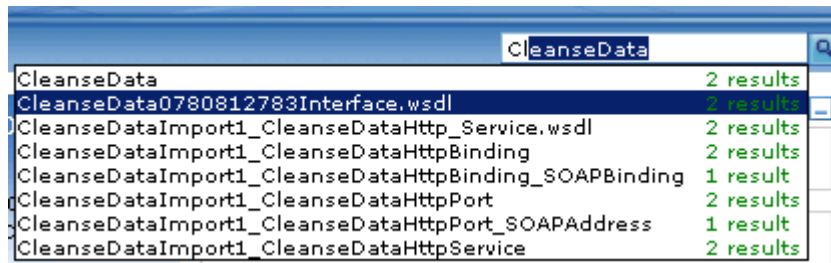 CleanseData
CleanseData 2 results
CleanseData0780812783Interface.wsdl 2 results
CleanseDataImport1_CleanseDataHttp_Service.wsdl 2 results
CleanseDataImport1_CleanseDataHttpBinding 2 results
CleanseDataImport1_CleanseDataHttpBinding_SOAPBinding 1 result
CleanseDataImport1_CleanseDataHttpPort 2 results
CleanseDataImport1_CleanseDataHttpPort_SOAPAddress 1 result
CleanseDataImport1_CleanseDataHttpService 2 results